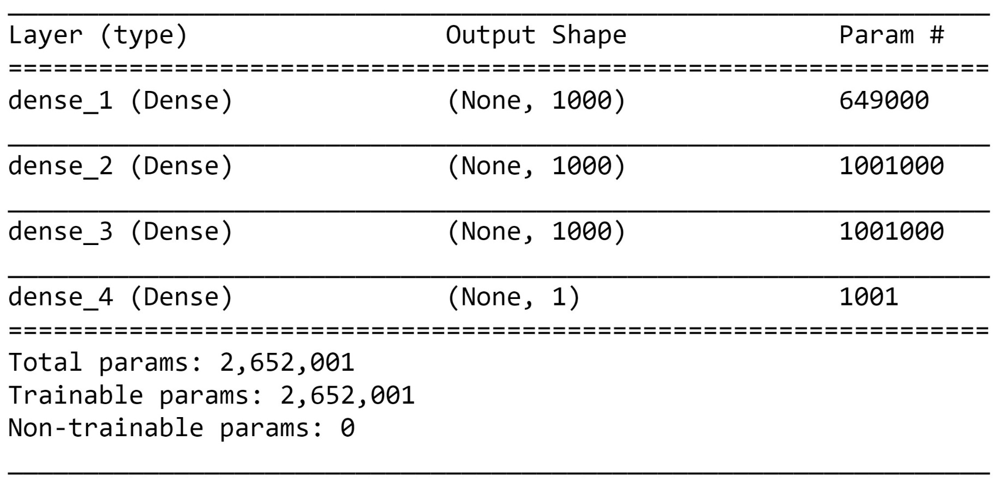 Layer (type) Output Shape Param #
=================================================================
dense_1 (Dense) (None, 1000) 649000
_________________________________________________________________
dense_2 (Dense) (None, 1000) 1001000
_________________________________________________________________
dense_3 (Dense) (None, 1000) 1001000
_________________________________________________________________
dense_4 (Dense) (None, 1) 1001
=================================================================
Total params: 2,652,001
Trainable params: 2,652,001
Non-trainable params: 0